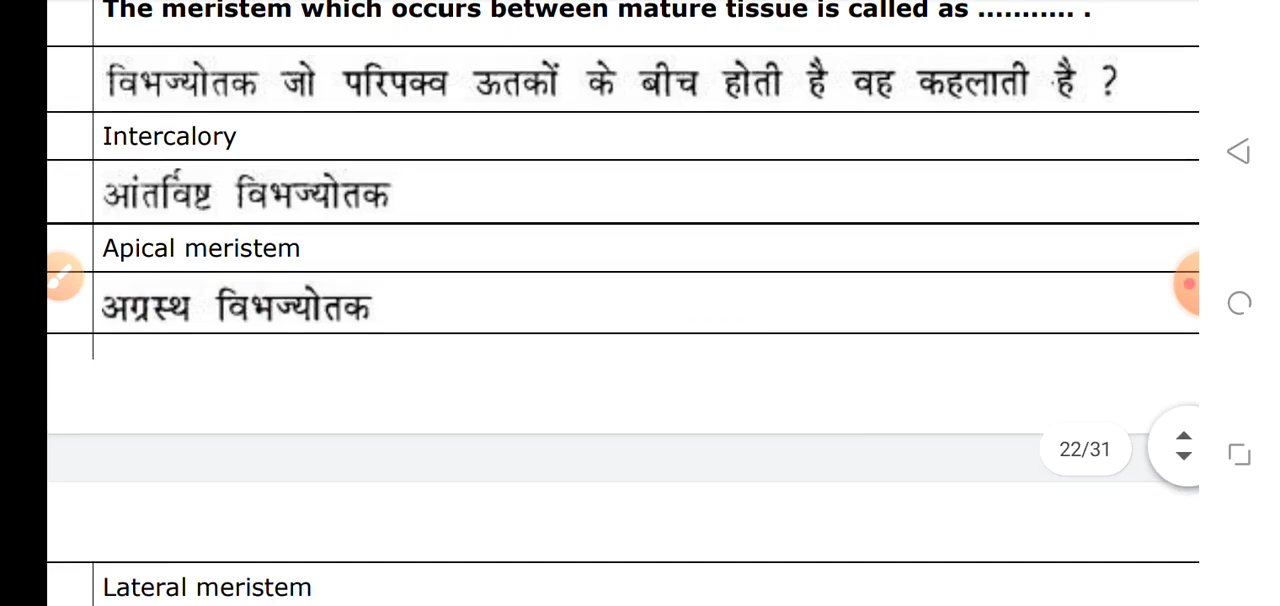 The meristem which occurs between mature tissue is called as ........... .
विभज्योतक जो परिपक्व ऊतकों के बीच होती है वह कहलाती है ?
Intercalory
आंतर्विष्ट विभज्योतक
Apical meristem
अग्रस्थ विभज्योतक
22/31
Lateral meristem